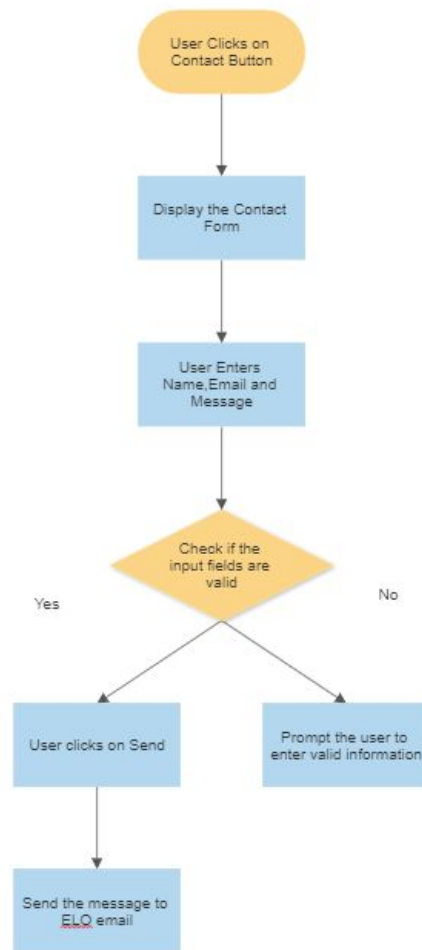 User Clicks on
Contact Button
Display the Contact
Form
User Enters
Name,Email and
Message
Check if the
input fields are
valid
Yes
No
User clicks on Send
Prompt the user to
enter valid information
Send the message to
ELO email